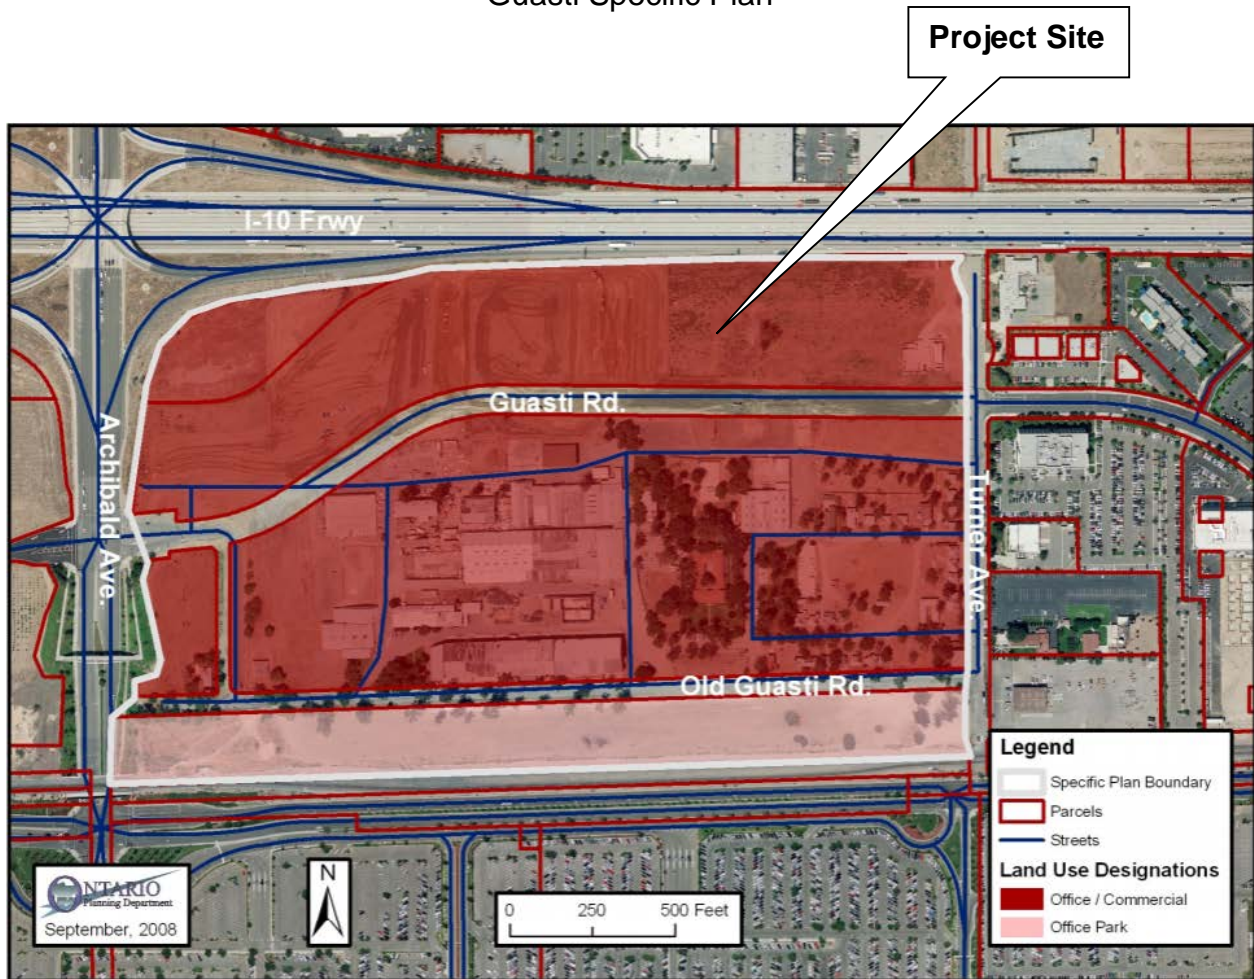 Guasti Specific Plan
Project Site
I-10 Frwy
Guasti Rd.
Archibald Ave.
Turner Ave
Old Guasti Rd.
Legend
Specific Plan Boundary
Parcels
Streets
Land Use Designations
Office / Commercial
Office Park
ONTARIO
Planning Department
September, 2008
N
0 250 500 Feet